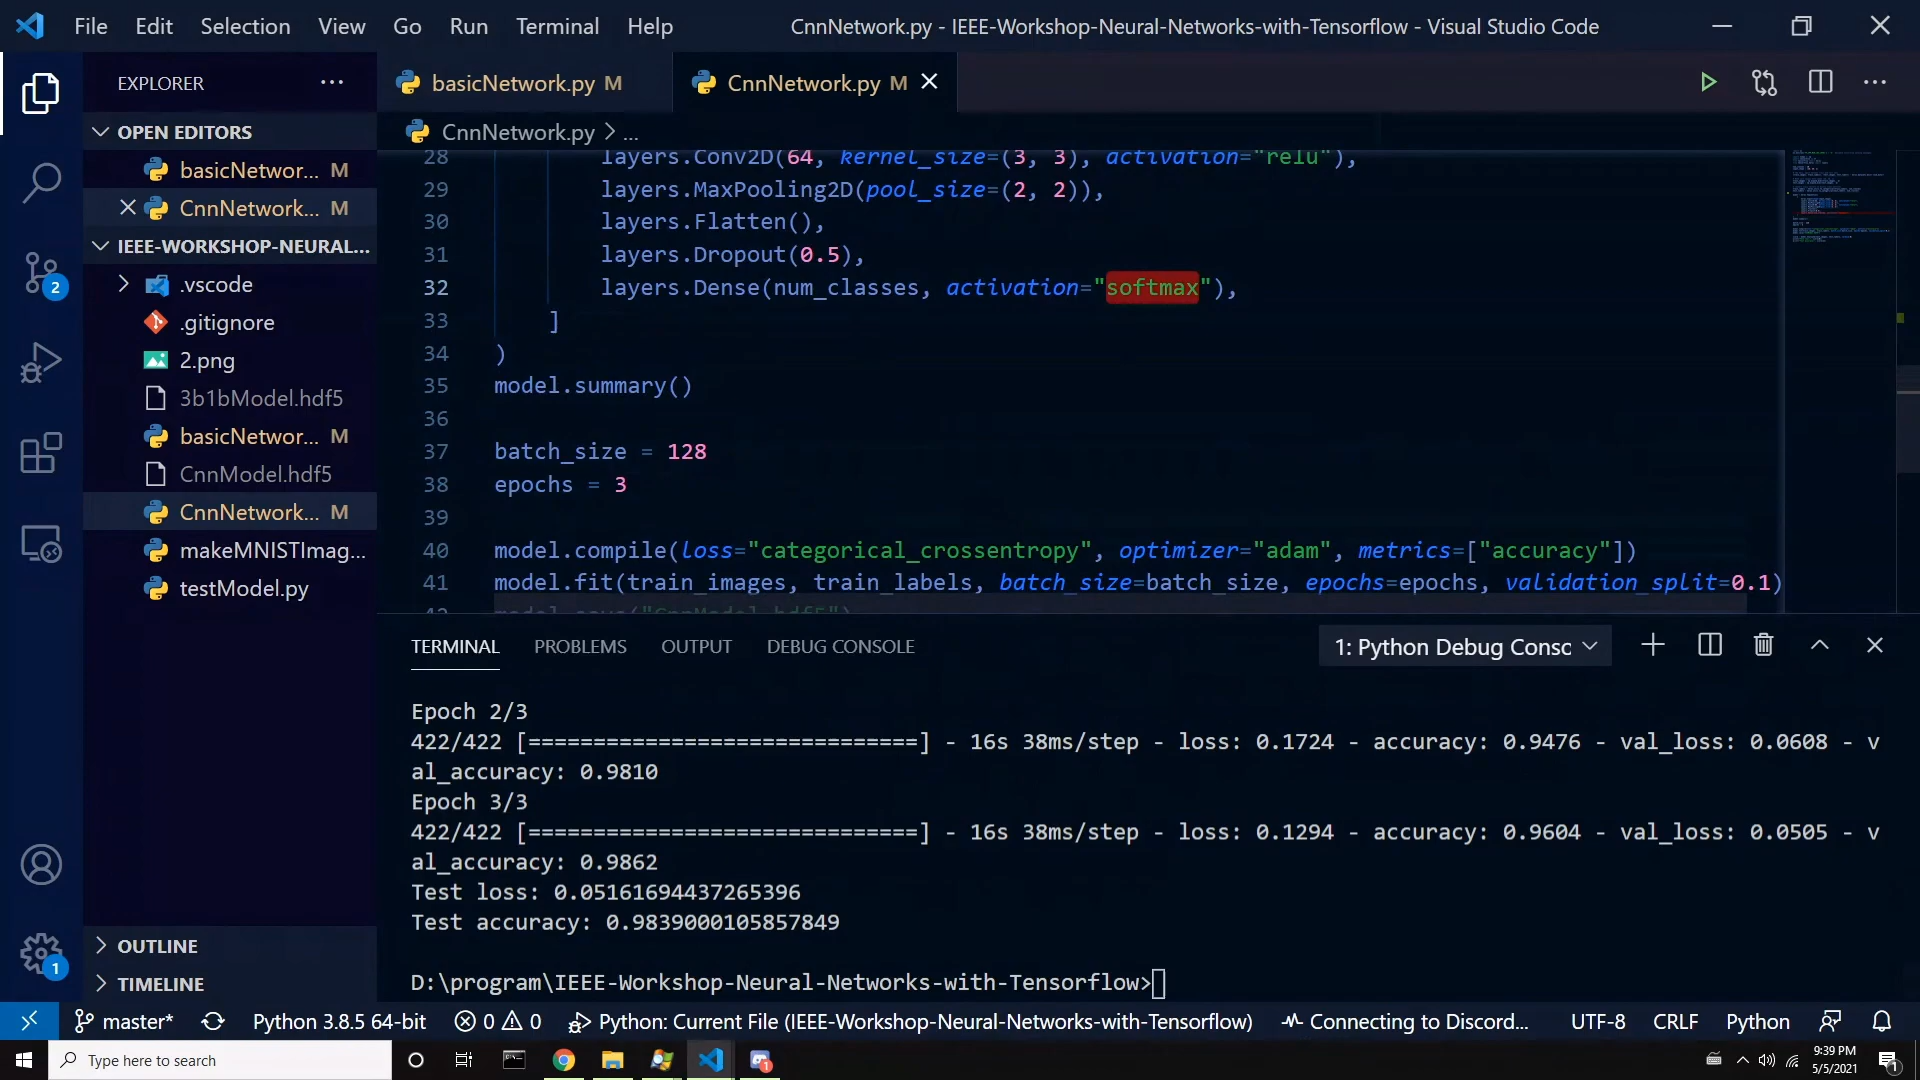 File Edit Selection View Go Run Terminal Help CnnNetwork.py - IEEE-Workshop-Neural-Networks-with-Tensorflow - Visual Studio Code
EXPLORER
OPEN EDITORS
basicNetwor... M
CnnNetwork... M
IEEE-WORKSHOP-NEURAL...
.vscode
.gitignore
2.png
3b1bModel.hdf5
basicNetwor... M
CnnModel.hdf5
CnnNetwork... M
makeMNISTImag...
testModel.py
OUTLINE
TIMELINE
2
1
basicNetwork.py M CnnNetwork.py M
CnnNetwork.py > ...
28 layers.Conv2D(64, kernel_size=(3, 3), activation="relu"),
29 layers.MaxPooling2D(pool_size=(2, 2)),
30 layers.Flatten(),
31 layers.Dropout(0.5),
32 layers.Dense(num_classes, activation="softmax"),
33 ]
34 )
35 model.summary()
36
37 batch_size = 128
38 epochs = 3
39
40 model.compile(loss="categorical_crossentropy", optimizer="adam", metrics=["accuracy"])
41 model.fit(train_images, train_labels, batch_size=batch_size, epochs=epochs, validation_split=0.1)
42 model.save("CnnModel.hdf5")
TERMINAL PROBLEMS OUTPUT DEBUG CONSOLE 1: Python Debug Consc
Epoch 2/3
422/422 [==============================] - 16s 38ms/step - loss: 0.1724 - accuracy: 0.9476 - val_loss: 0.0608 - v
al_accuracy: 0.9810
Epoch 3/3
422/422 [==============================] - 16s 38ms/step - loss: 0.1294 - accuracy: 0.9604 - val_loss: 0.0505 - v
al_accuracy: 0.9862
Test loss: 0.05161694437265396
Test accuracy: 0.9839000105857849
D:\program\IEEE-Workshop-Neural-Networks-with-Tensorflow>
master* Python 3.8.5 64-bit 0 0 Python: Current File (IEEE-Workshop-Neural-Networks-with-Tensorflow) Connecting to Discord... UTF-8 CRLF Python
Type here to search 9:39 PM
5/5/2021
1